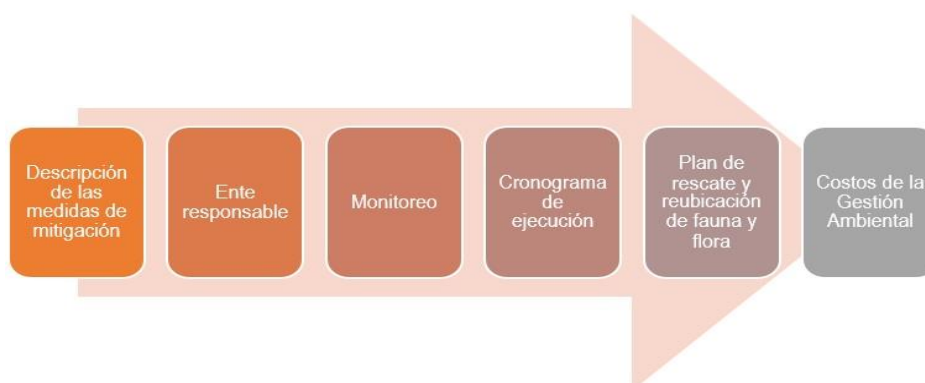 Descripción
de las
medidas de
mitigación
Ente
responsable
Monitoreo
Cronograma
de
ejecución
Plan de
rescate y
reubicación
de fauna y
flora
Costos de la
Gestión
Ambiental